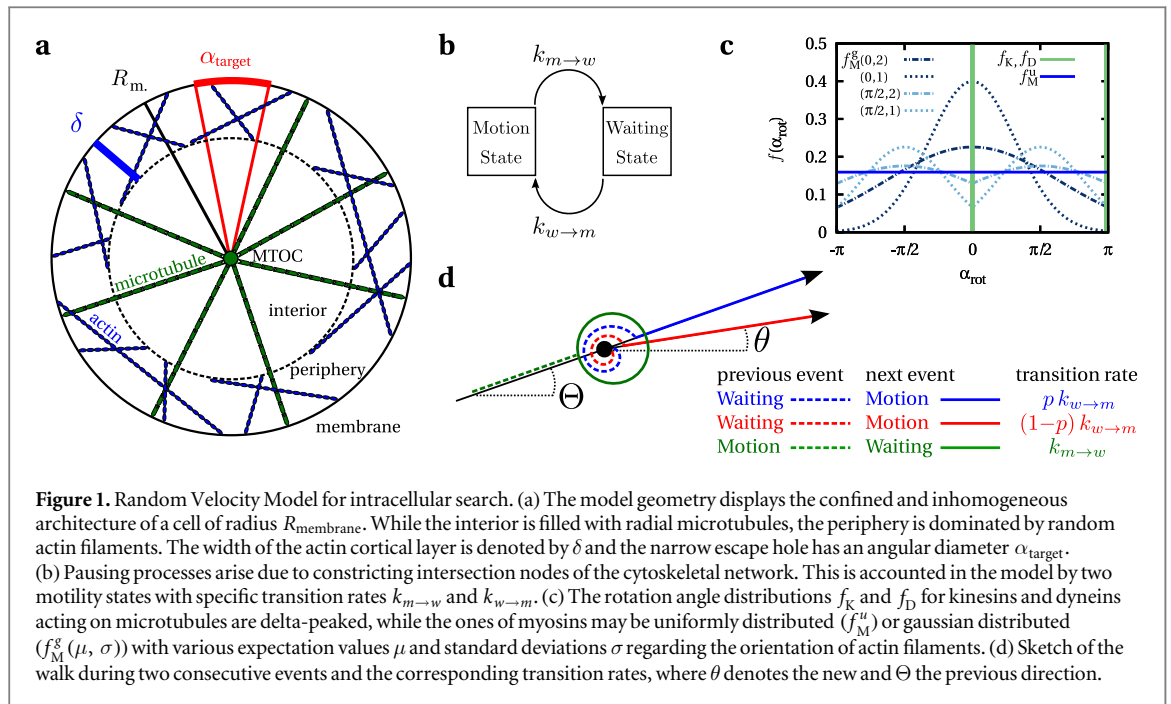 a
R_m.
α_target
δ
MTOC
microtubule
interior
actin
periphery
membrane
b
k_{m→w}
Motion
State
Waiting
State
k_{w→m}
c
0.5
0.4
0.3
0.2
0.1
0
f(α_rot)
f_M^g(0,2)
(0,1)
(π/2,2)
(π/2,1)
f_K, f_D
f_M^u
-π
-π/2
0
π/2
π
α_rot
d
θ
Θ
previous event next event transition rate
Waiting Motion p k_{w→m}
Waiting Motion (1−p) k_{w→m}
Motion Waiting k_{m→w}
Figure 1. Random Velocity Model for intracellular search. (a) The model geometry displays the confined and inhomogeneous
architecture of a cell of radius R_membrane. While the interior is filled with radial microtubules, the periphery is dominated by random
actin filaments. The width of the actin cortical layer is denoted by δ and the narrow escape hole has an angular diameter α_target.
(b) Pausing processes arise due to constricting intersection nodes of the cytoskeletal network. This is accounted in the model by two
motility states with specific transition rates k_{m→w} and k_{w→m}. (c) The rotation angle distributions f_K and f_D for kinesins and dyneins
acting on microtubules are delta-peaked, while the ones of myosins may be uniformly distributed (f_M^u) or gaussian distributed
(f_M^g (μ, σ)) with various expectation values μ and standard deviations σ regarding the orientation of actin filaments. (d) Sketch of the
walk during two consecutive events and the corresponding transition rates, where θ denotes the new and Θ the previous direction.